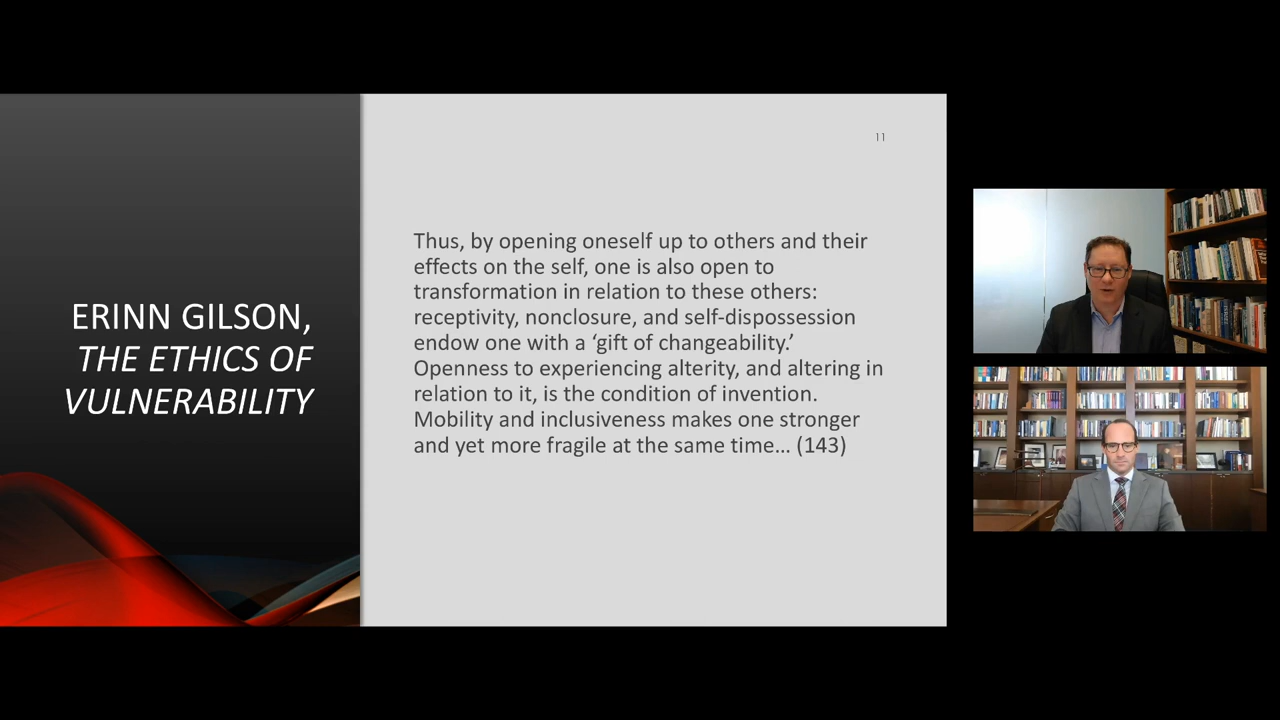 ERINN GILSON,
THE ETHICS OF
VULNERABILITY
11
Thus, by opening oneself up to others and their
effects on the self, one is also open to
transformation in relation to these others:
receptivity, nonclosure, and self-dispossession
endow one with a ‘gift of changeability.’
Openness to experiencing alterity, and altering in
relation to it, is the condition of invention.
Mobility and inclusiveness makes one stronger
and yet more fragile at the same time… (143)